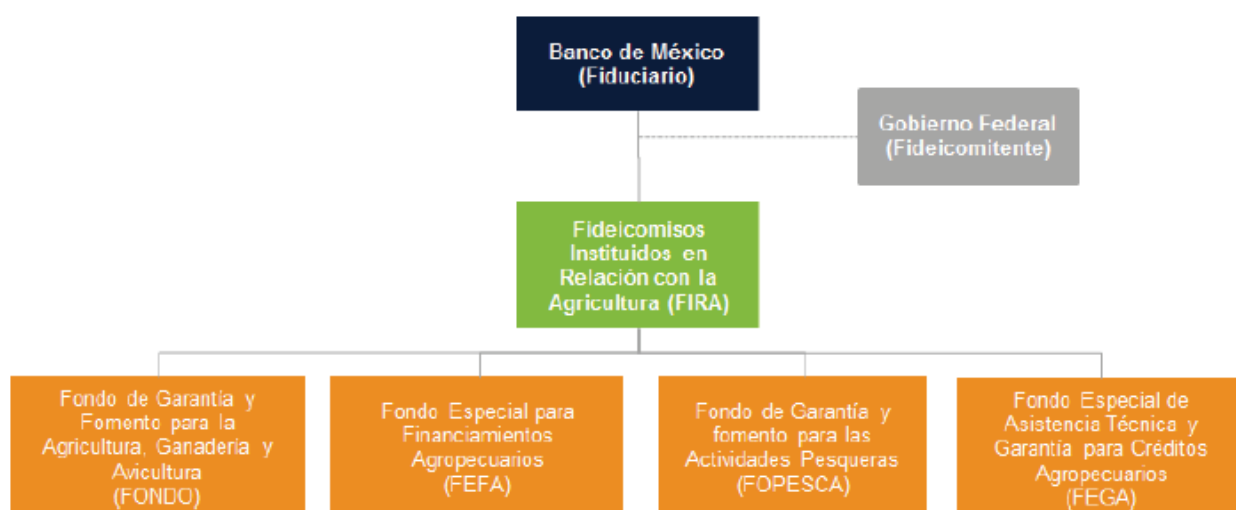 Banco de México
(Fiduciario)
Gobierno Federal
(Fideicomitente)
Fideicomisos
Instituidos en
Relación con la
Agricultura (FIRA)
Fondo de Garantía y
Fomento para la
Agricultura, Ganadería y
Avicultura
(FONDO)
Fondo Especial para
Financiamientos
Agropecuarios
(FEFA)
Fondo de Garantía y
fomento para las
Actividades Pesqueras
(FOPESCA)
Fondo Especial de
Asistencia Técnica y
Garantía para Créditos
Agropecuarios
(FEGA)